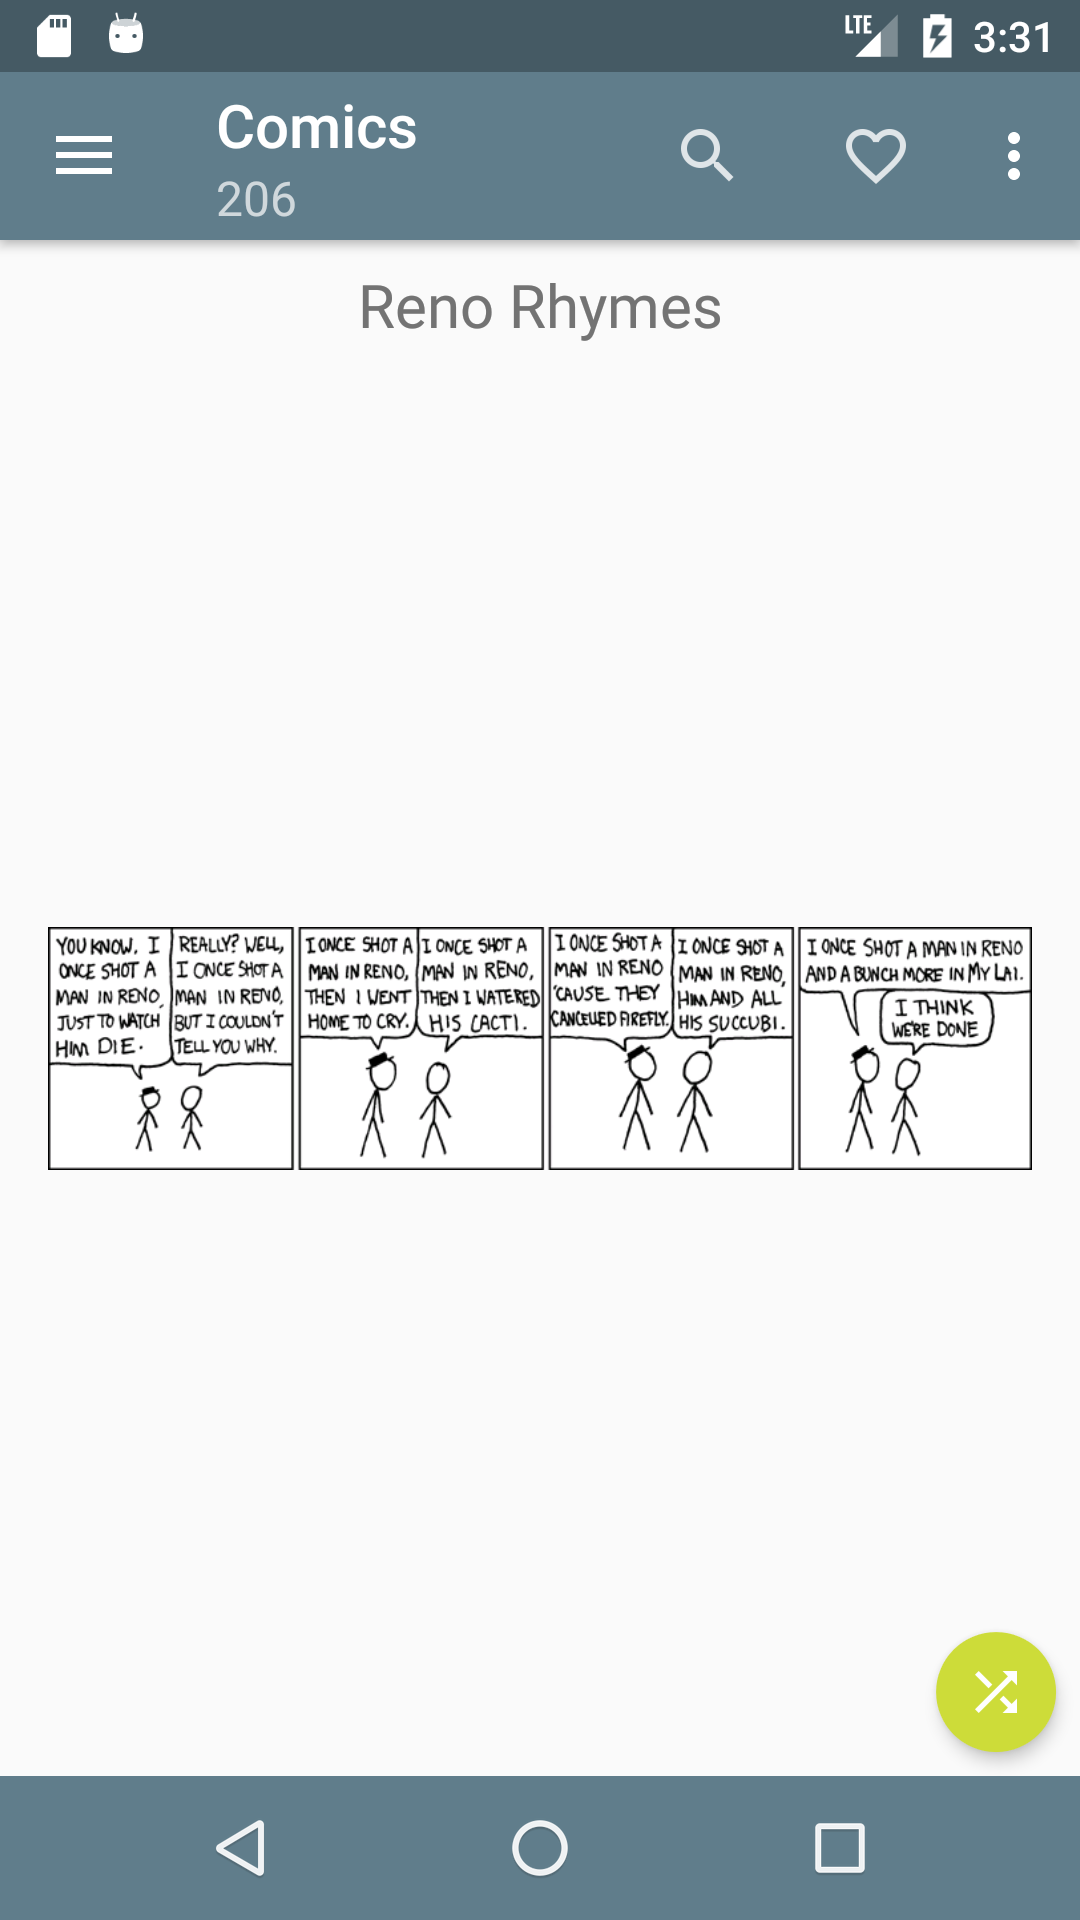 LTE 3:31
Comics
206
Reno Rhymes
YOU KNOW, I
ONCE SHOT A
MAN IN RENO,
JUST TO WATCH
HIM DIE.
REALLY? WELL,
I ONCE SHOT A
MAN IN RENO,
BUT I COULDN'T
TELL YOU WHY.
I ONCE SHOT A
MAN IN RENO,
THEN I WENT
HOME TO CRY.
I ONCE SHOT A
MAN IN RENO,
THEN I WATERED
HIS CACTI.
I ONCE SHOT A
MAN IN RENO
'CAUSE THEY
CANCELLED FIREFLY.
I ONCE SHOT A
MAN IN RENO,
HIM AND ALL
HIS SUCCUBI.
I ONCE SHOT A MAN IN RENO
AND A BUNCH MORE IN MY LAI.
I THINK
WE'RE DONE